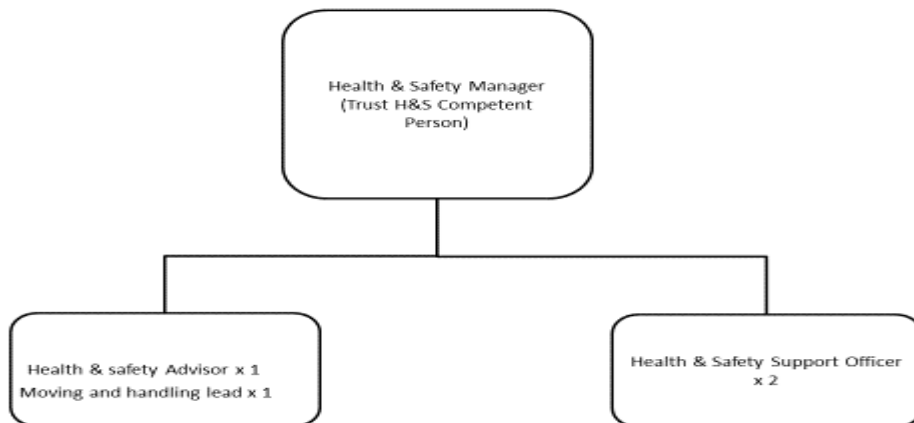 Health & Safety Manager
(Trust H&S Competent
Person)
Health & safety Advisor x 1
Moving and handling lead x 1
Health & Safety Support Officer
x 2